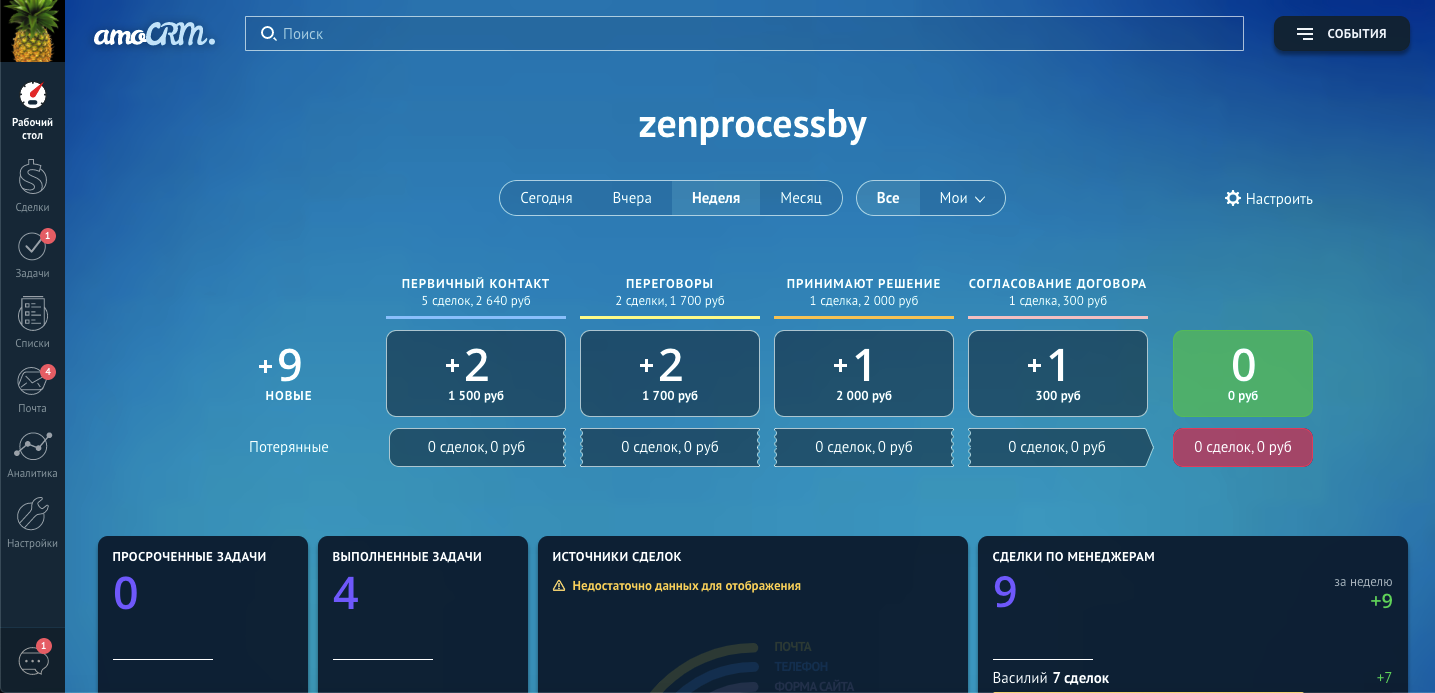 amoCRM.
Поиск
СОБЫТИЯ
Рабочий
стол
Сделки
1
Задачи
Списки
4
Почта
Аналитика
Настройки
1
zenprocessby
Сегодня Вчера Неделя Месяц Все Мои
Настроить
ПЕРВИЧНЫЙ КОНТАКТ ПЕРЕГОВОРЫ ПРИНИМАЮТ РЕШЕНИЕ СОГЛАСОВАНИЕ ДОГОВОРА
5 сделок, 2 640 руб 2 сделки, 1 700 руб 1 сделка, 2 000 руб 1 сделка, 300 руб
+9 +2 +2 +1 +1 0
НОВЫЕ 1 500 руб 1 700 руб 2 000 руб 300 руб 0 руб
Потерянные 0 сделок, 0 руб 0 сделок, 0 руб 0 сделок, 0 руб 0 сделок, 0 руб 0 сделок, 0 руб
ПРОСРОЧЕННЫЕ ЗАДАЧИ
0
ВЫПОЛНЕННЫЕ ЗАДАЧИ
4
ИСТОЧНИКИ СДЕЛОК
Недостаточно данных для отображения
ПОЧТА
ТЕЛЕФОН
ФОРМА САЙТА
СДЕЛКИ ПО МЕНЕДЖЕРАМ
9
за неделю
+9
Василий 7 сделок +7